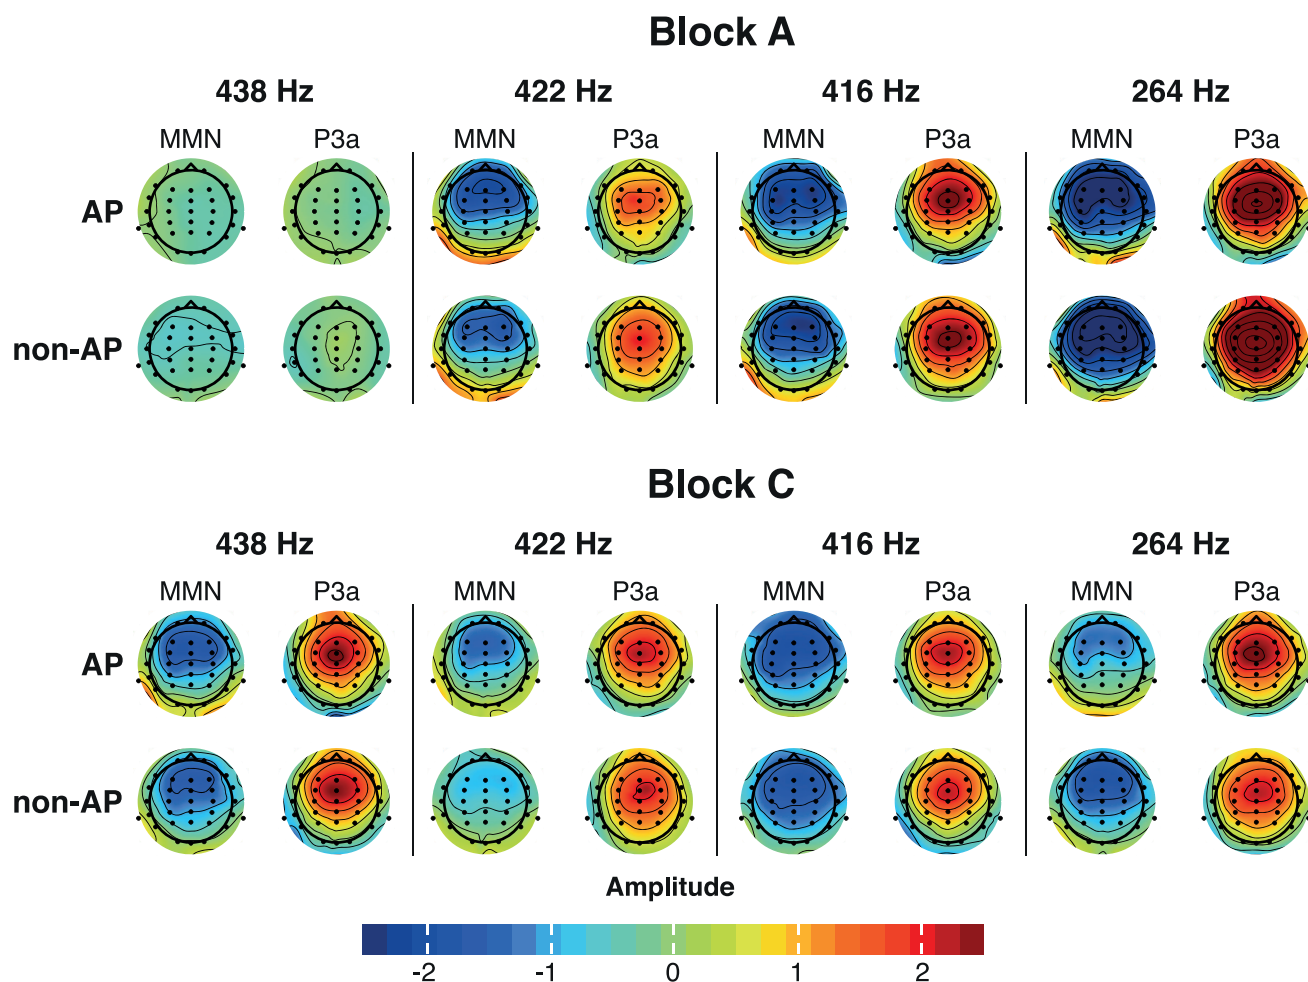 Block A
438 Hz 422 Hz 416 Hz 264 Hz
MMN P3a MMN P3a MMN P3a MMN P3a
AP
non-AP
Block C
438 Hz 422 Hz 416 Hz 264 Hz
MMN P3a MMN P3a MMN P3a MMN P3a
AP
non-AP
Amplitude
-2 -1 0 1 2